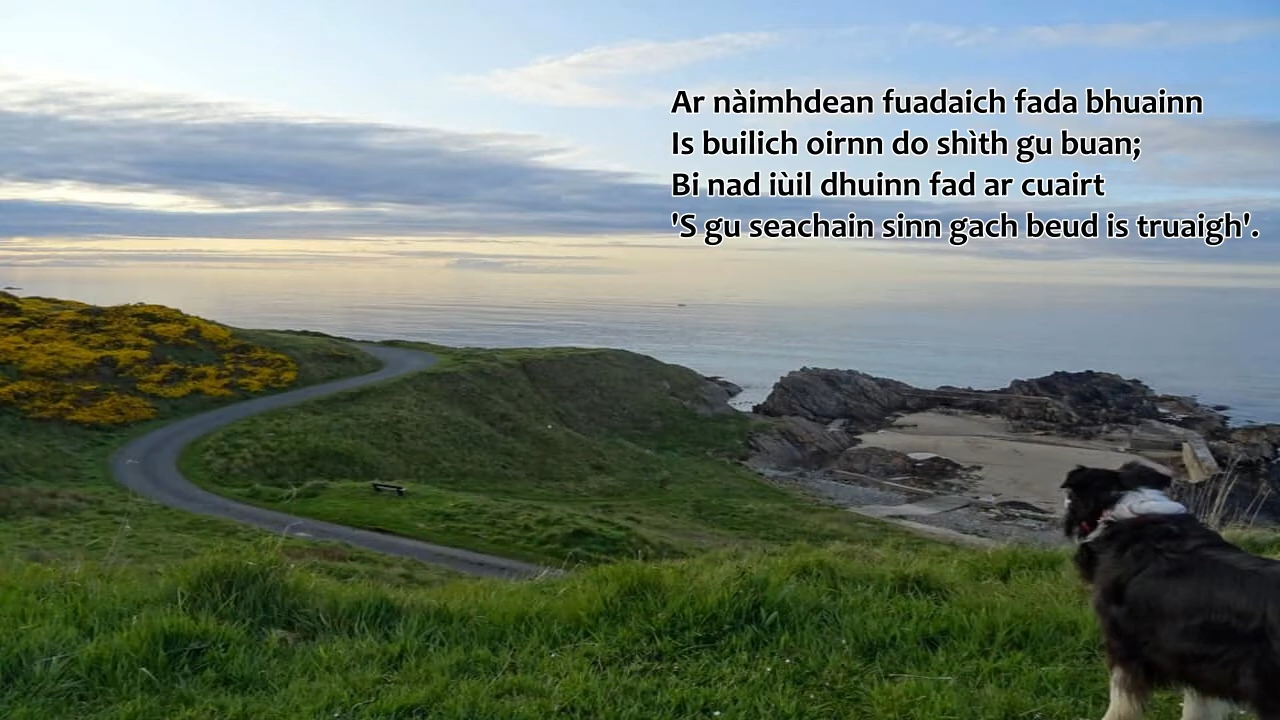 Ar nàimhdean fuadaich fada bhuainn
Is builich oirnn do shìth gu buan;
Bi nad iùil dhuinn fad ar cuairt
'S gu seachain sinn gach beud is truaigh'.